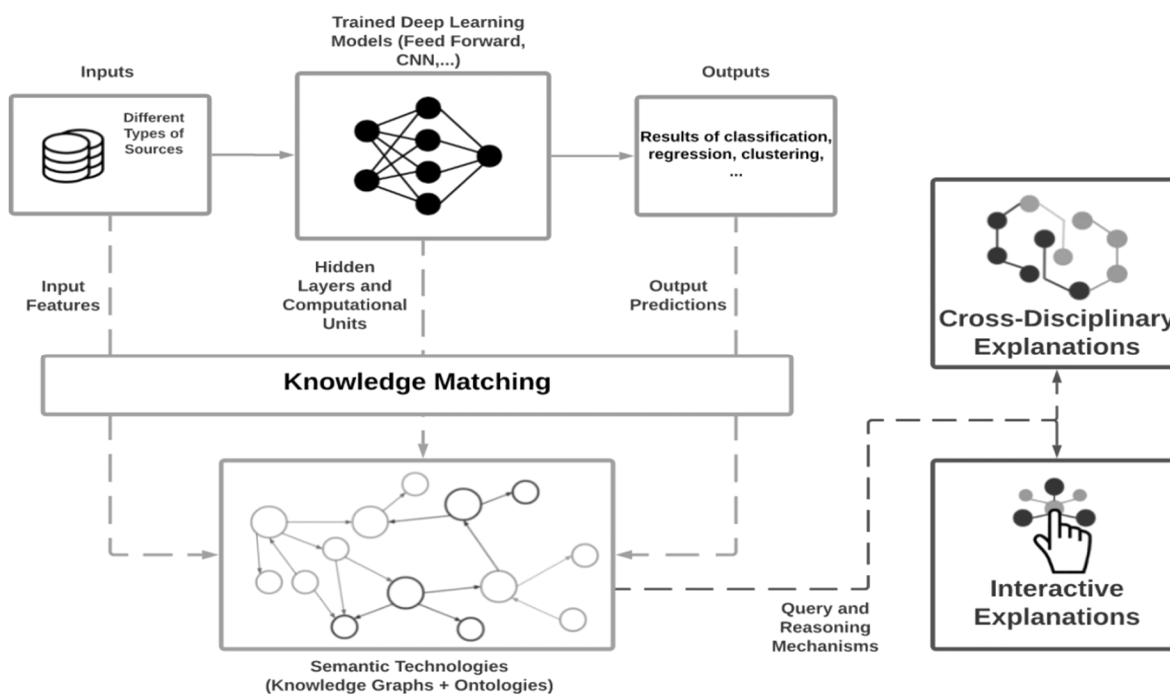 Trained Deep Learning
Models (Feed Forward,
CNN,...)
Inputs
Outputs
Different
Types of
Sources
Results of classification,
regression, clustering,
...
Input
Features
Hidden
Layers and
Computational
Units
Output
Predictions
Knowledge Matching
Cross-Disciplinary
Explanations
Interactive
Explanations
Query and
Reasoning
Mechanisms
Semantic Technologies
(Knowledge Graphs + Ontologies)